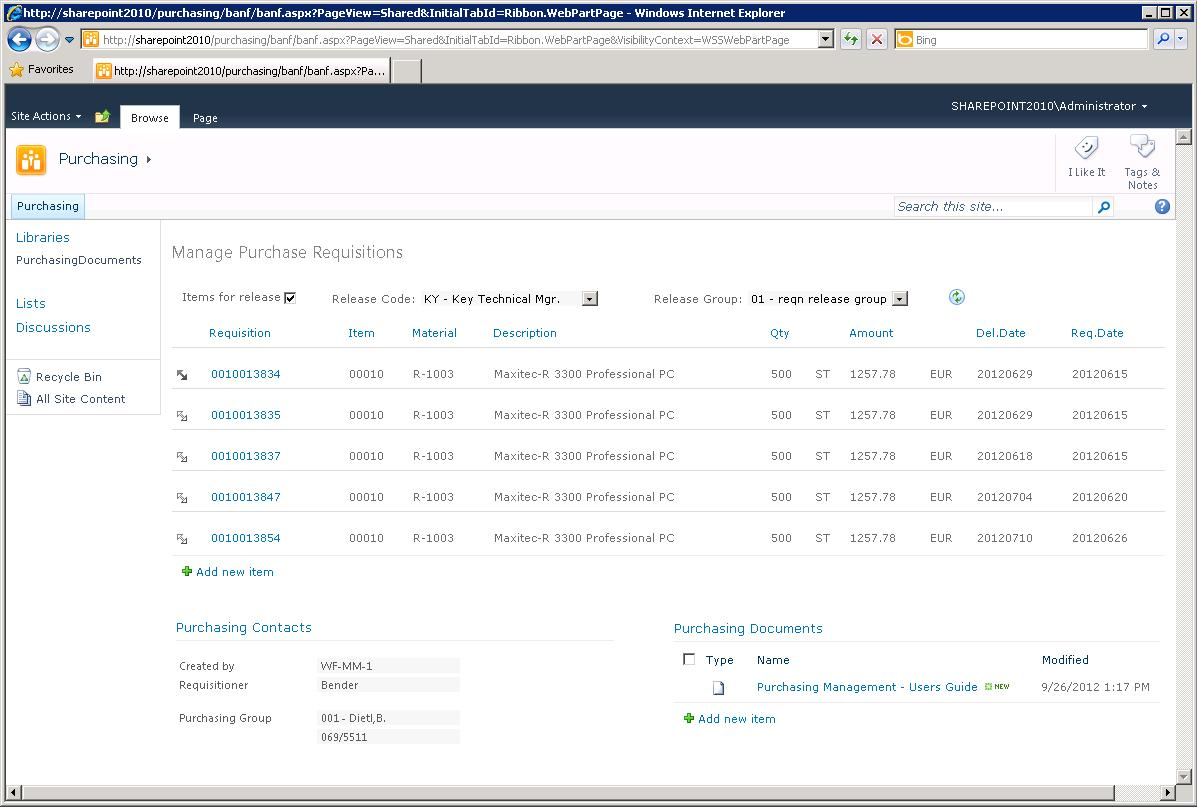 http://sharepoint2010/purchasing/banf/banf.aspx?PageView=Shared&InitialTabId=Ribbon.WebPartPage - Windows Internet Explorer
http://sharepoint2010/purchasing/banf/banf.aspx?PageView=Shared&InitialTabId=Ribbon.WebPartPage&VisibilityContext=WSSWebPartPage Bing
Favorites http://sharepoint2010/purchasing/banf/banf.aspx?Pa...
Site Actions Browse Page SHAREPOINT2010\Administrator
Purchasing
I Like It Tags & Notes
Purchasing Search this site...
Libraries
PurchasingDocuments
Lists
Discussions
Recycle Bin
All Site Content
Manage Purchase Requisitions
Items for release Release Code: KY - Key Technical Mgr. Release Group: 01 - reqn release group
Requisition Item Material Description Qty Amount Del.Date Req.Date
0010013834 00010 R-1003 Maxitec-R 3300 Professional PC 500 ST 1257.78 EUR 20120629 20120615
0010013835 00010 R-1003 Maxitec-R 3300 Professional PC 500 ST 1257.78 EUR 20120629 20120615
0010013837 00010 R-1003 Maxitec-R 3300 Professional PC 500 ST 1257.78 EUR 20120618 20120615
0010013847 00010 R-1003 Maxitec-R 3300 Professional PC 500 ST 1257.78 EUR 20120704 20120620
0010013854 00010 R-1003 Maxitec-R 3300 Professional PC 500 ST 1257.78 EUR 20120710 20120626
Add new item
Purchasing Contacts
Created by WF-MM-1
Requisitioner Bender
Purchasing Group 001 - Dietl,B.
069/5511
Purchasing Documents
Type Name Modified
Purchasing Management - Users Guide NEW 9/26/2012 1:17 PM
Add new item